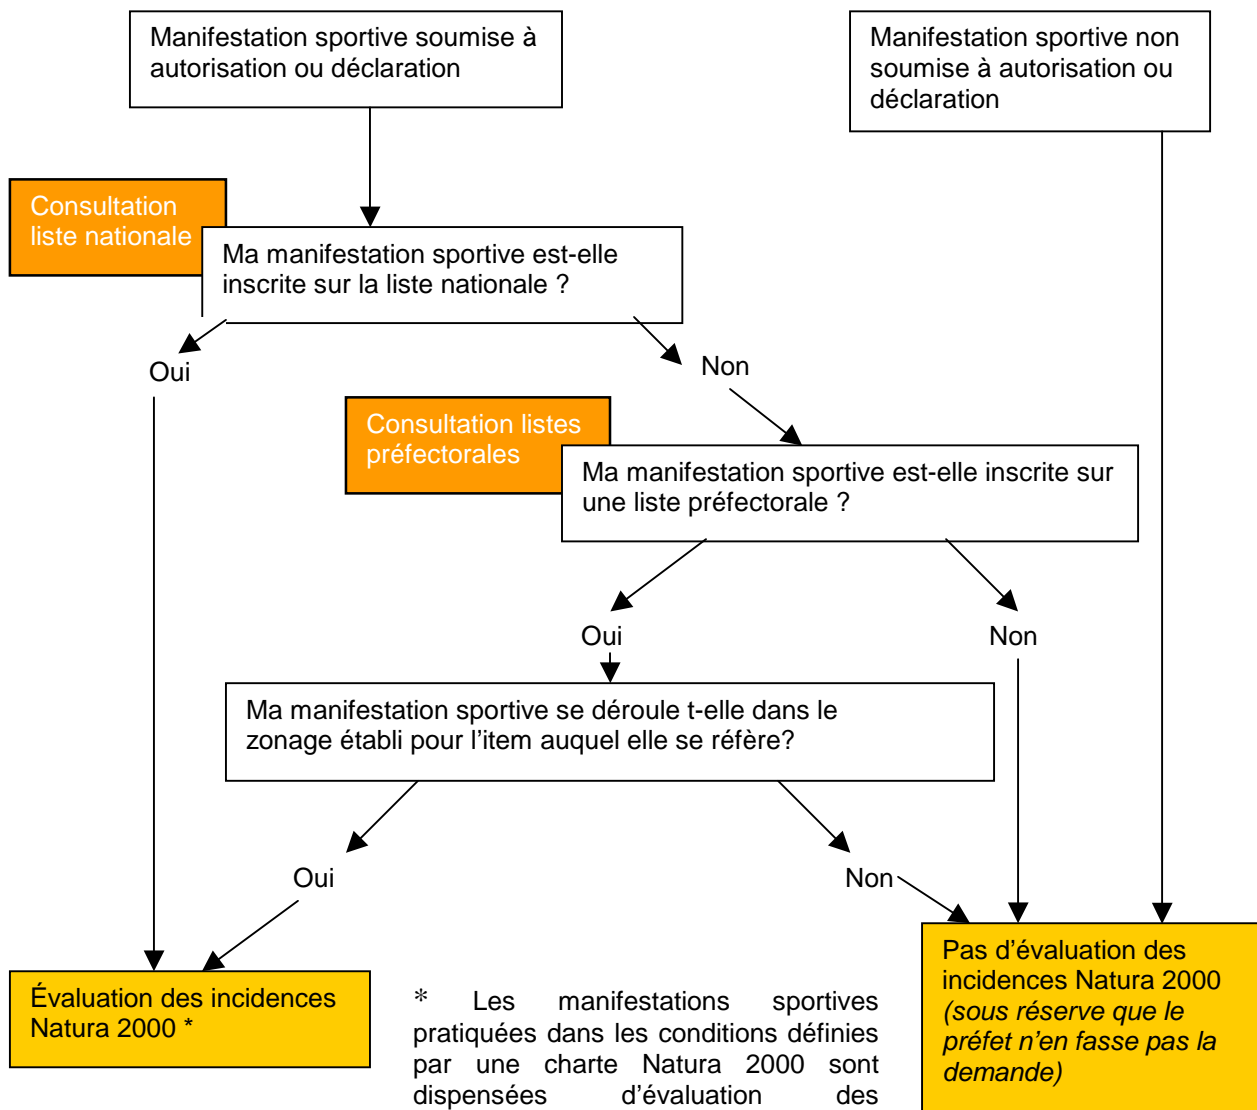 Manifestation sportive soumise à
autorisation ou déclaration
Manifestation sportive non
soumise à autorisation ou
déclaration
Consultation
liste nationale
Ma manifestation sportive est-elle
inscrite sur la liste nationale ?
Oui
Non
Consultation listes
préfectorales
Ma manifestation sportive est-elle inscrite sur
une liste préfectorale ?
Oui
Non
Ma manifestation sportive se déroule t-elle dans le
zonage établi pour l’item auquel elle se réfère?
Oui
Non
Évaluation des incidences
Natura 2000 *
* Les manifestations sportives
pratiquées dans les conditions définies
par une charte Natura 2000 sont
dispensées d’évaluation des
Pas d’évaluation des
incidences Natura 2000
(sous réserve que le
préfet n’en fasse pas la
demande)